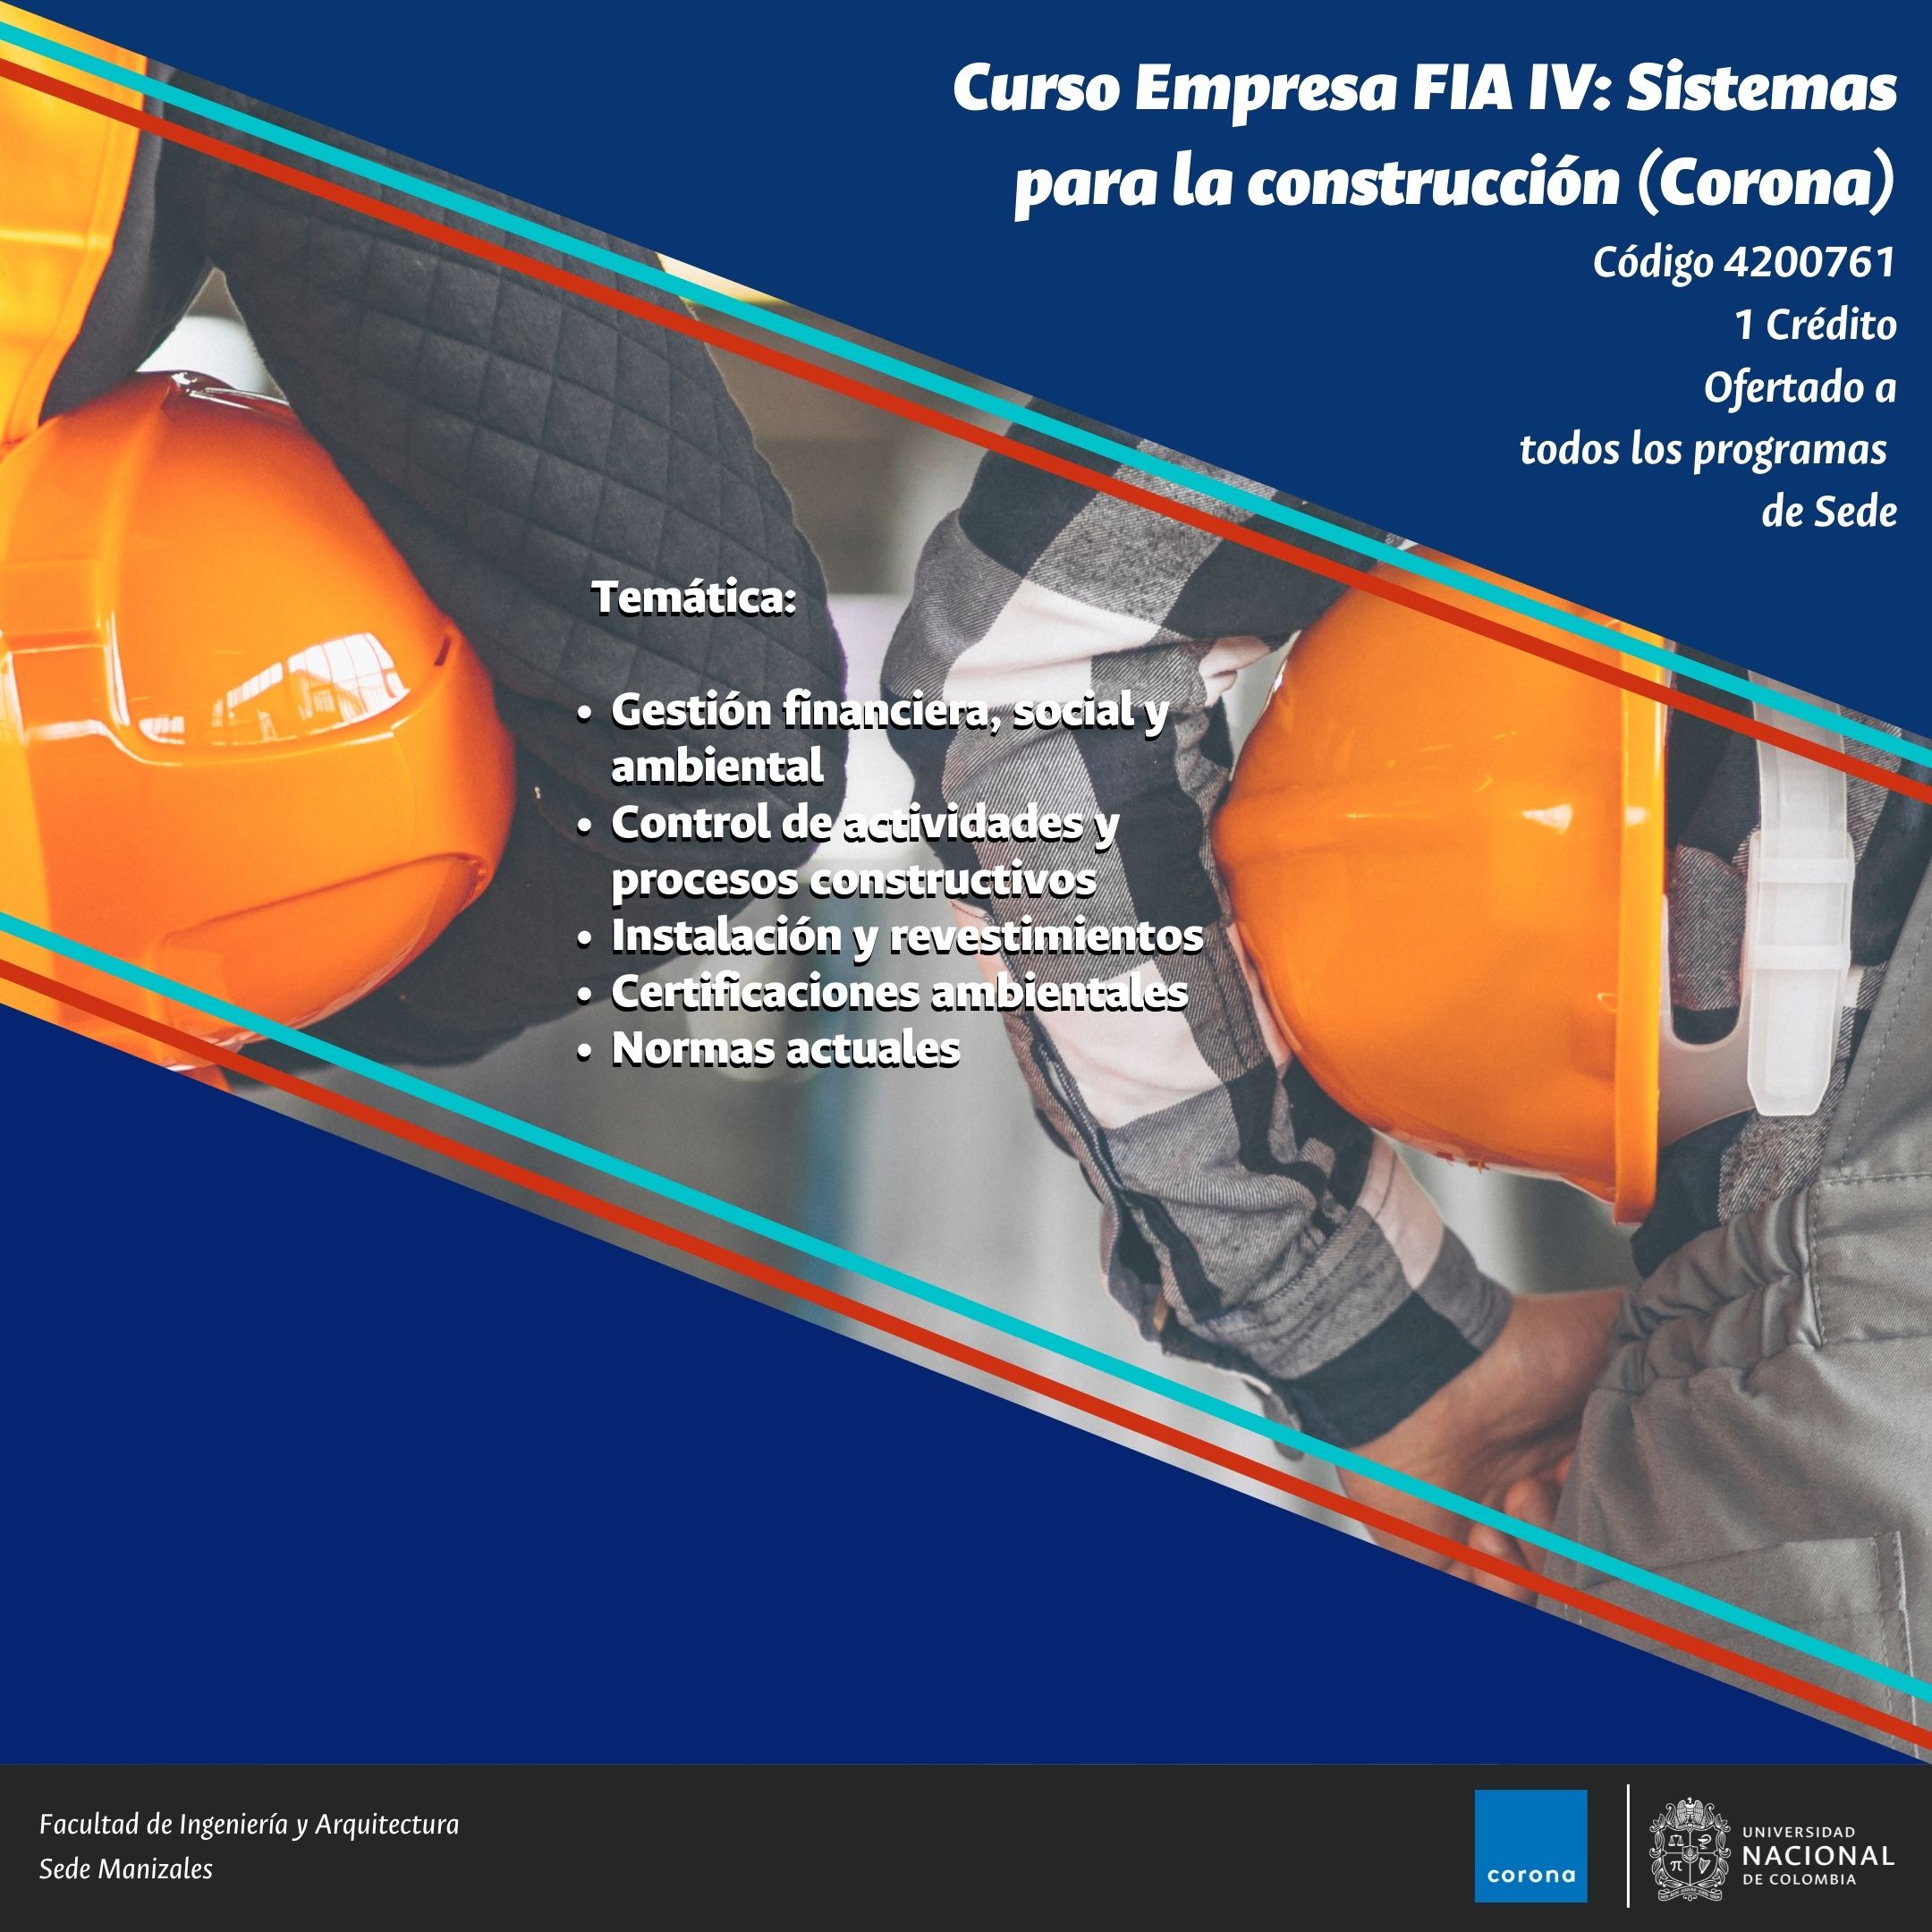 Curso Empresa FIA IV: Sistemas
para la construcción (Corona)
Código 4200761
1 Crédito
Ofertado a
todos los programas
de Sede
Temática:
• Gestión financiera, social y
ambiental
• Control de actividades y
procesos constructivos
• Instalación y revestimientos
• Certificaciones ambientales
• Normas actuales
Facultad de Ingeniería y Arquitectura
Sede Manizales
corona
UNIVERSIDAD
NACIONAL
DE COLOMBIA